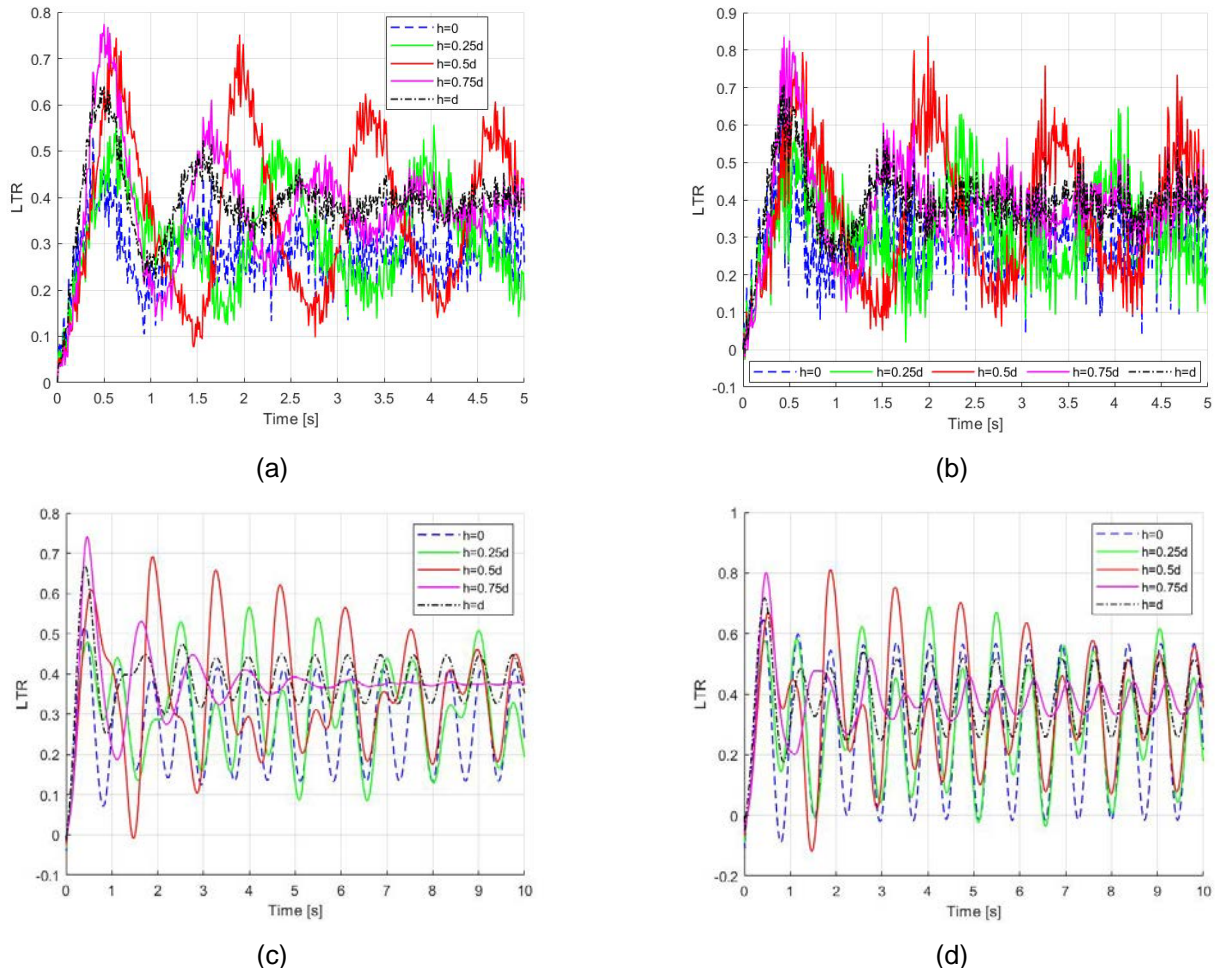 0.8
0.7
0.6
0.5
0.4
0.3
0.2
0.1
0
LTR
0 0.5 1 1.5 2 2.5 3 3.5 4 4.5 5
Time [s]
h=0
h=0.25d
h=0.5d
h=0.75d
h=d
(a)
0.9
0.8
0.7
0.6
0.5
0.4
0.3
0.2
0.1
0
-0.1
LTR
h=0 h=0.25d h=0.5d h=0.75d h=d
0 0.5 1 1.5 2 2.5 3 3.5 4 4.5 5
Time [s]
(b)
0.8
0.7
0.6
0.5
0.4
0.3
0.2
0.1
0
-0.1
LTR
h=0
h=0.25d
h=0.5d
h=0.75d
h=d
0 1 2 3 4 5 6 7 8 9 10
Time [s]
(c)
1
0.8
0.6
0.4
0.2
0
-0.2
LTR
h=0
h=0.25d
h=0.5d
h=0.75d
h=d
0 1 2 3 4 5 6 7 8 9 10
Time [s]
(d)